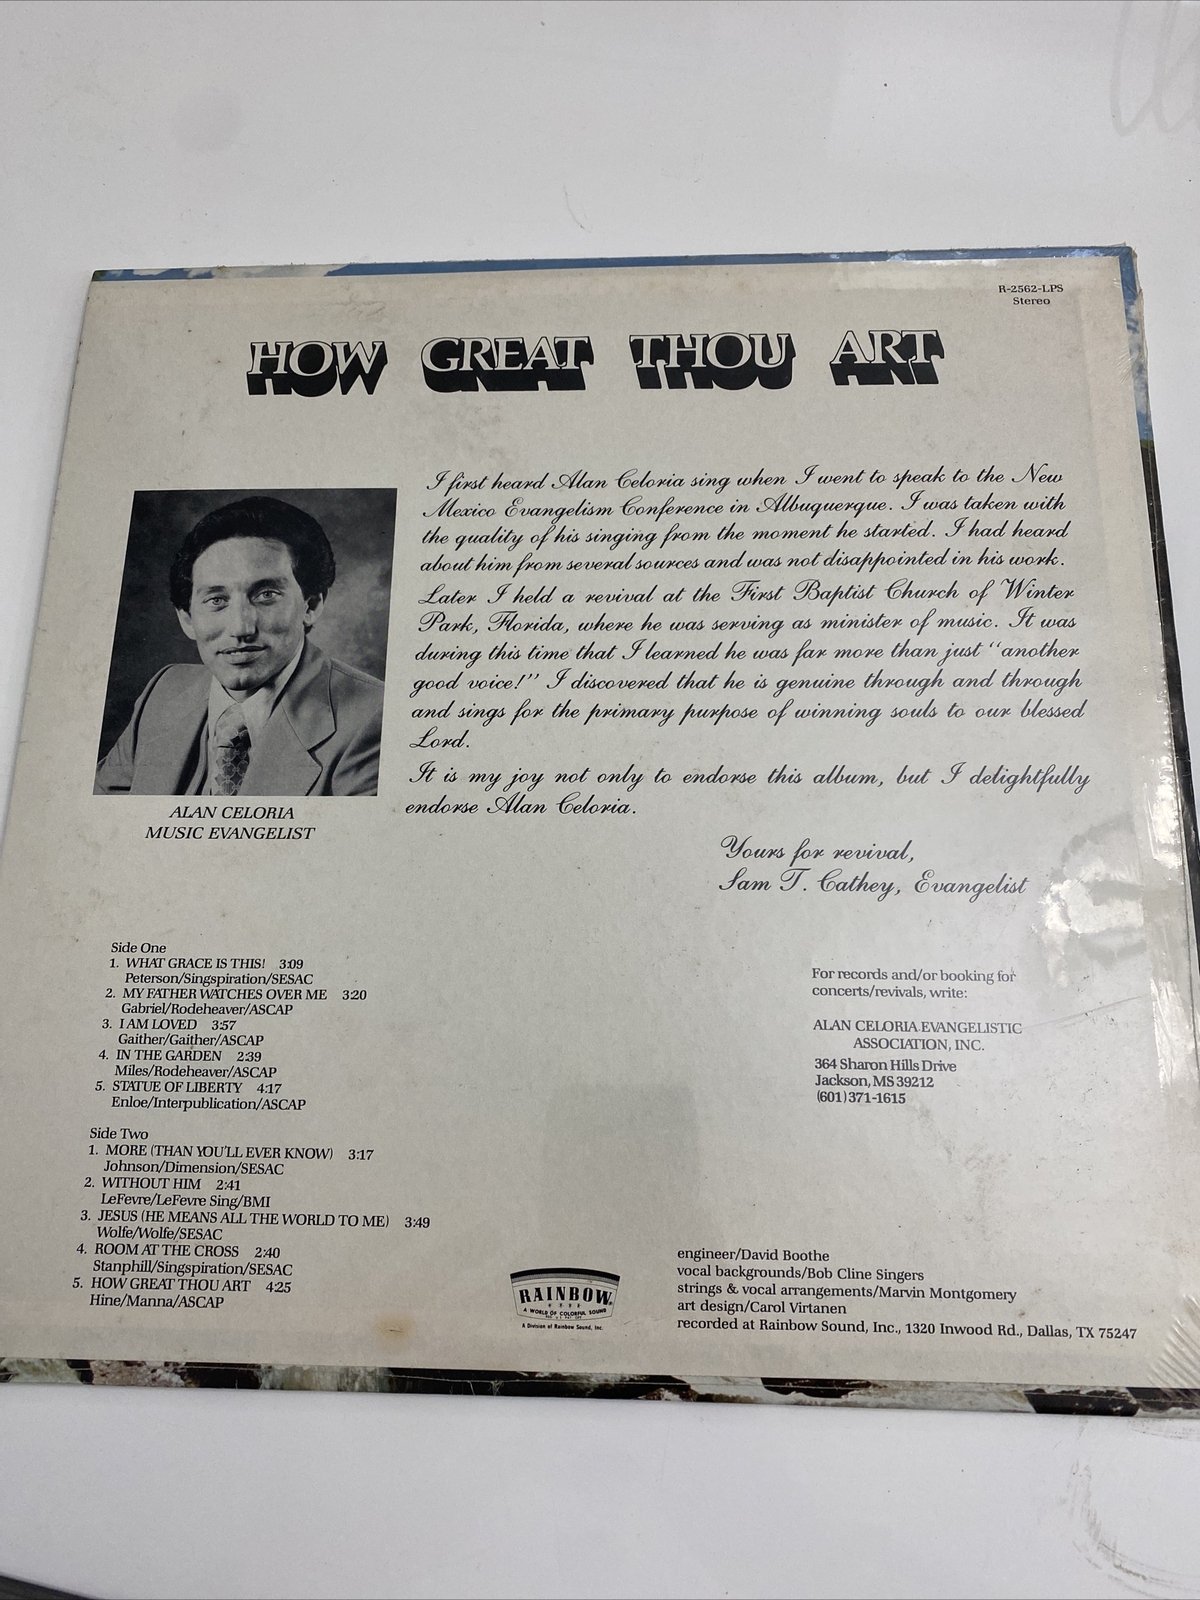 R-2562-LPS
Stereo
HOW GREAT THOU ART
I first heard Alan Celoria sing when I went to speak to the New
Mexico Evangelism Conference in Albuquerque. I was taken with
the quality of his singing from the moment he started. I had heard
about him from several sources and was not disappointed in his work.
Later I held a revival at the First Baptist Church of Winter
Park, Florida, where he was serving as minister of music. It was
during this time that I learned he was far more than just "another
good voice!" I discovered that he is genuine through and through
and sings for the primary purpose of winning souls to our blessed
Lord.
It is my joy not only to endorse this album, but I delightfully
endorse Alan Celoria.
Yours for revival,
Sam T. Cathey, Evangelist
ALAN CELORIA
MUSIC EVANGELIST
Side One
1. WHAT GRACE IS THIS! 3:09
Peterson/Singspiration/SESAC
2. MY FATHER WATCHES OVER ME 3:20
Gabriel/Rodeheaver/ASCAP
3. I AM LOVED 3:57
Gaither/Gaither/ASCAP
4. IN THE GARDEN 2:39
Miles/Rodeheaver/ASCAP
5. STATUE OF LIBERTY 4:17
Enloe/Interpublication/ASCAP
Side Two
1. MORE (THAN YOU'LL EVER KNOW) 3:17
Johnson/Dimension/SESAC
2. WITHOUT HIM 2:41
LeFevre/LeFevre Sing/BMI
3. JESUS (HE MEANS ALL THE WORLD TO ME) 3:49
Wolfe/Wolfe/SESAC
4. ROOM AT THE CROSS 2:40
Stanphill/Singspiration/SESAC
5. HOW GREAT THOU ART 4:25
Hine/Manna/ASCAP
For records and/or booking for
concerts/revivals, write:
ALAN CELORIA EVANGELISTIC
ASSOCIATION, INC.
364 Sharon Hills Drive
Jackson, MS 39212
(601) 371-1615
RAINBOW
A WORLD OF COLORFUL SOUND
A Division of Rainbow Sound, Inc.
engineer/David Boothe
vocal backgrounds/Bob Cline Singers
strings & vocal arrangements/Marvin Montgomery
art design/Carol Virtanen
recorded at Rainbow Sound, Inc., 1320 Inwood Rd., Dallas, TX 75247